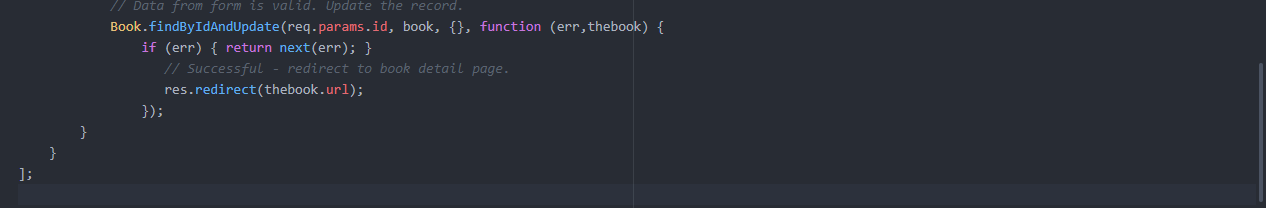 // Data from form is valid. Update the record.
Book.findByIdAndUpdate(req.params.id, book, {}, function (err,thebook) {
if (err) { return next(err); }
// Successful - redirect to book detail page.
res.redirect(thebook.url);
});
}
}
];